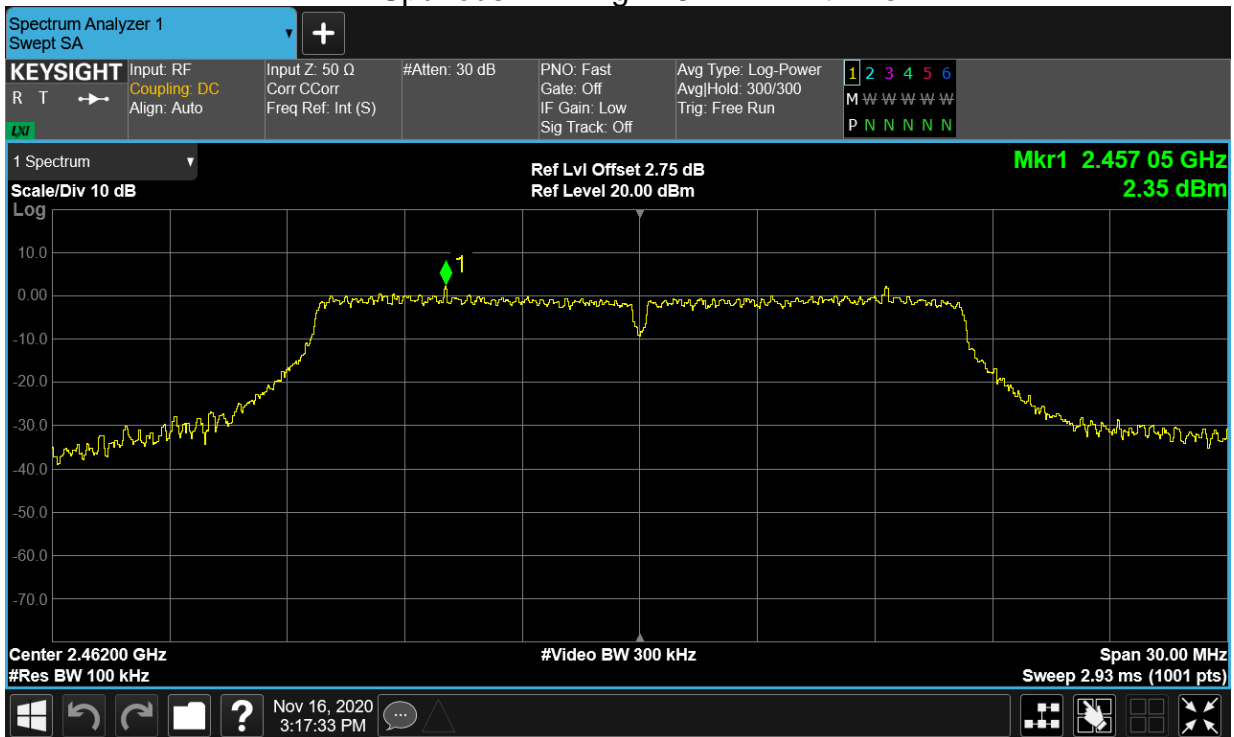 Spectrum Analyzer 1
Swept SA
KEYSIGHT
R T
LXI
Input: RF
Coupling: DC
Align: Auto
Input Z: 50 Ω
Corr CCorr
Freq Ref: Int (S)
#Atten: 30 dB
PNO: Fast
Gate: Off
IF Gain: Low
Sig Track: Off
Avg Type: Log-Power
Avg|Hold: 300/300
Trig: Free Run
1 2 3 4 5 6
M W W W W W
P N N N N N
1 Spectrum
Scale/Div 10 dB
Log
Ref Lvl Offset 2.75 dB
Ref Level 20.00 dBm
Mkr1 2.457 05 GHz
2.35 dBm
1
10.0
0.00
-10.0
-20.0
-30.0
-40.0
-50.0
-60.0
-70.0
Center 2.46200 GHz
#Res BW 100 kHz
#Video BW 300 kHz
Span 30.00 MHz
Sweep 2.93 ms (1001 pts)
?
Nov 16, 2020
3:17:33 PM